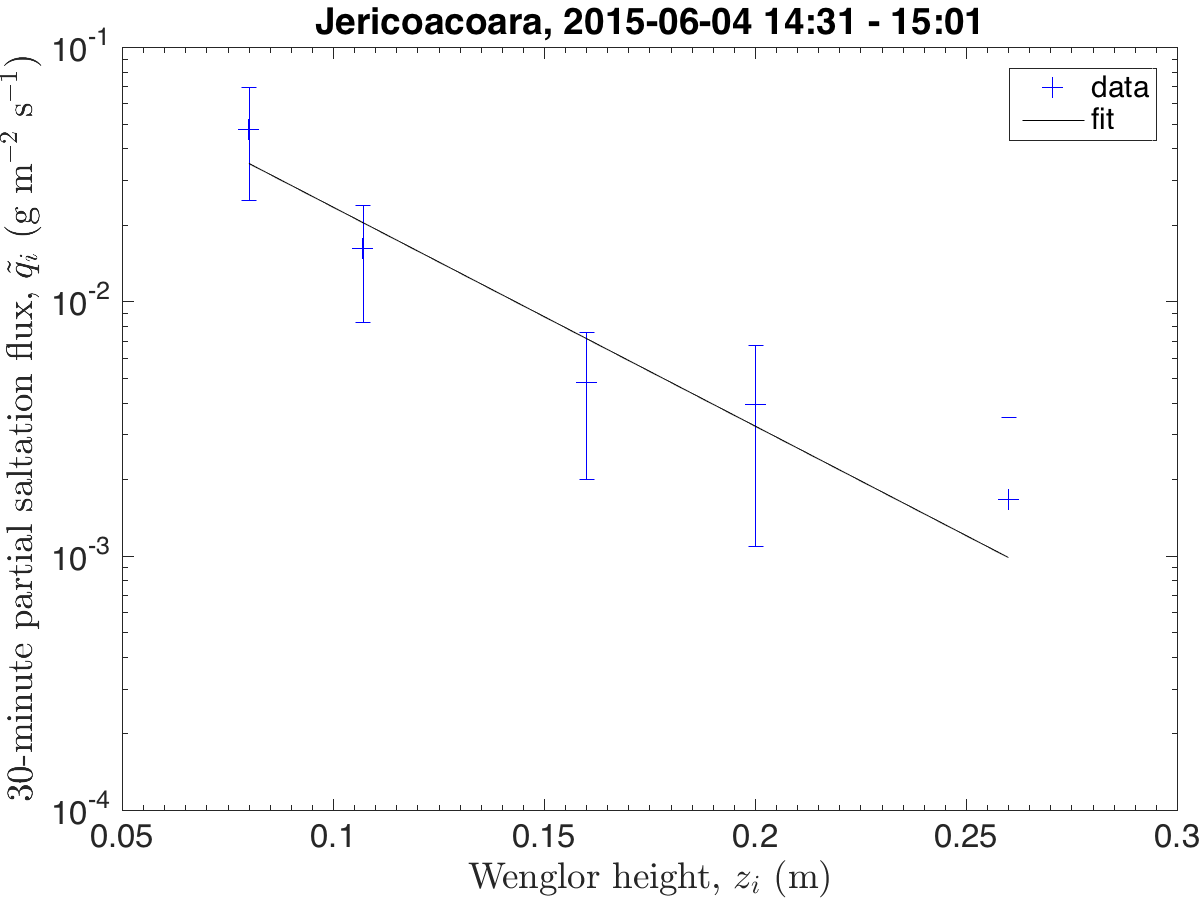 Jericoacoara, 2015-06-04 14:31 - 15:01
data
fit
30-minute partial saltation flux, q̃ᵢ (g m⁻² s⁻¹)
10⁻¹
10⁻²
10⁻³
10⁻⁴
0.05 0.1 0.15 0.2 0.25 0.3
Wenglor height, zᵢ (m)